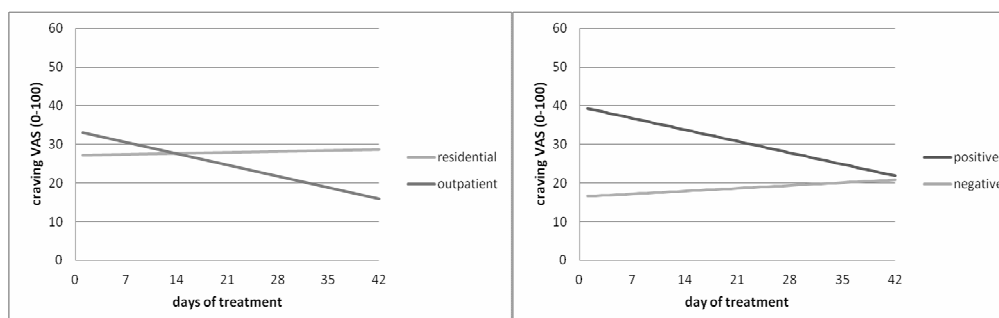 craving VAS (0-100)
60
50
40
30
20
10
0
0 7 14 21 28 35 42
days of treatment
residential
outpatient
craving VAS (0-100)
60
50
40
30
20
10
0
0 7 14 21 28 35 42
day of treatment
positive
negative